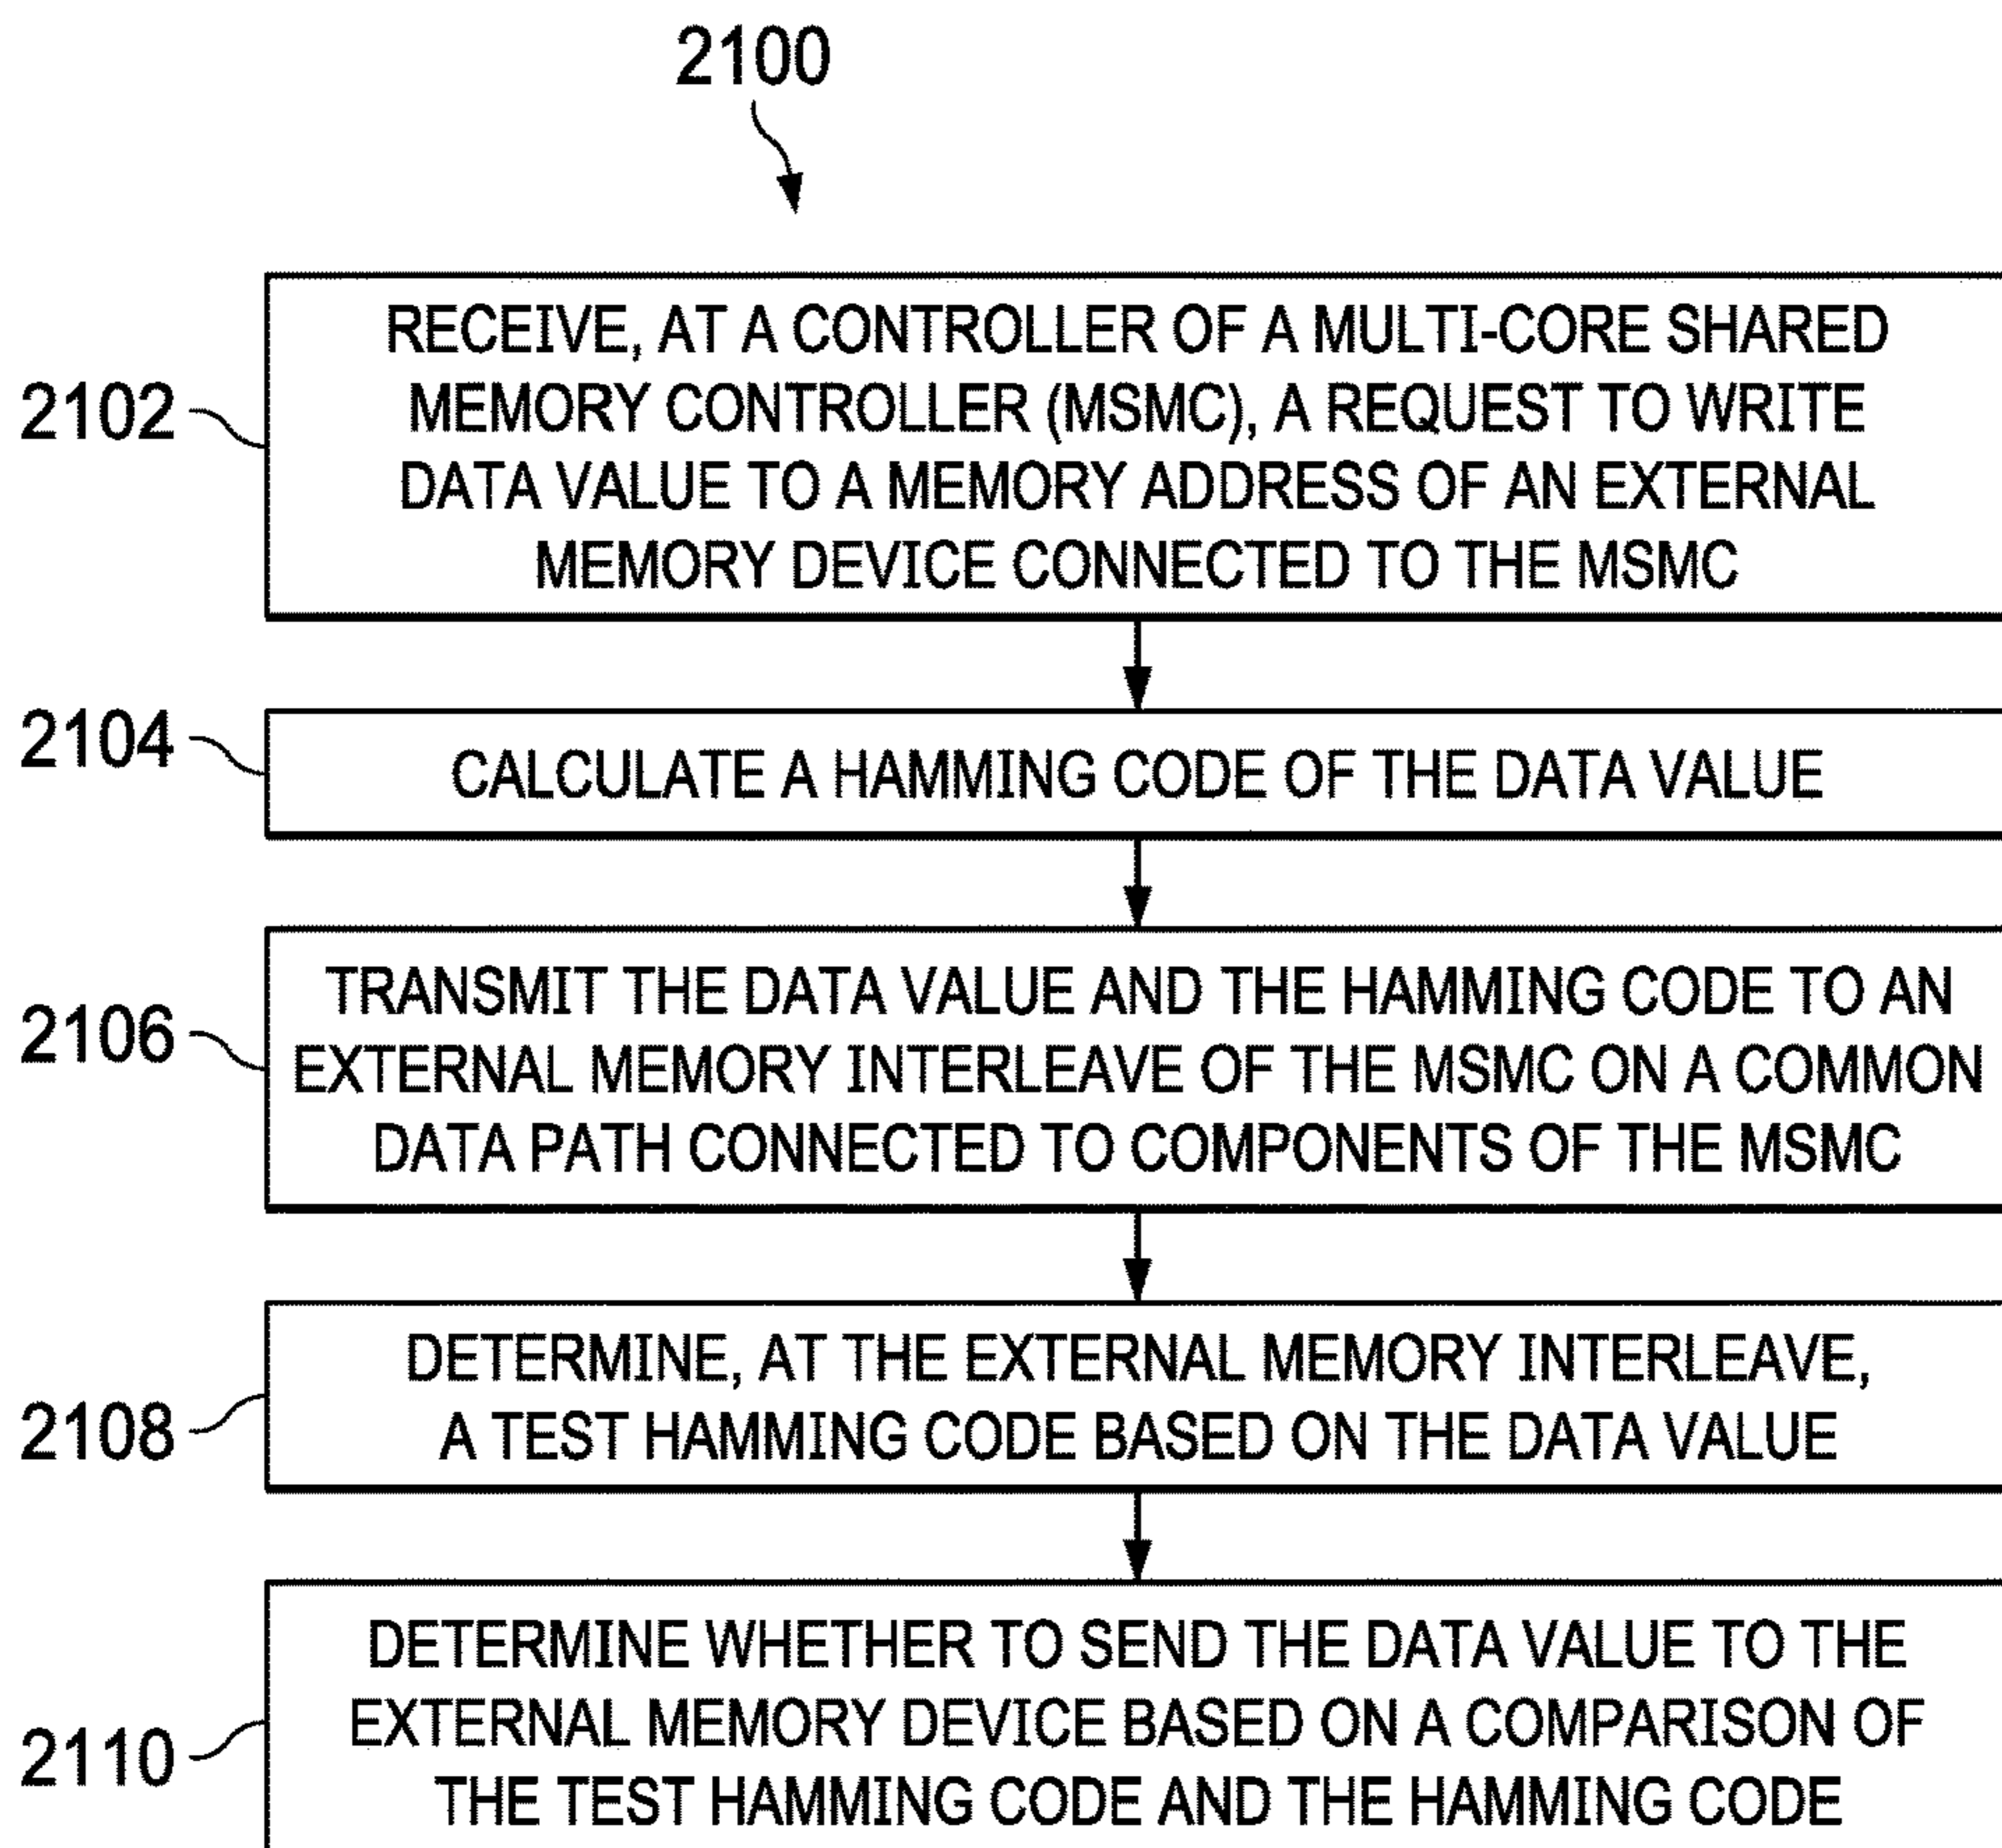 2100
2102
RECEIVE, AT A CONTROLLER OF A MULTI-CORE SHARED
MEMORY CONTROLLER (MSMC), A REQUEST TO WRITE
DATA VALUE TO A MEMORY ADDRESS OF AN EXTERNAL
MEMORY DEVICE CONNECTED TO THE MSMC
2104
CALCULATE A HAMMING CODE OF THE DATA VALUE
2106
TRANSMIT THE DATA VALUE AND THE HAMMING CODE TO AN
EXTERNAL MEMORY INTERLEAVE OF THE MSMC ON A COMMON
DATA PATH CONNECTED TO COMPONENTS OF THE MSMC
2108
DETERMINE, AT THE EXTERNAL MEMORY INTERLEAVE,
A TEST HAMMING CODE BASED ON THE DATA VALUE
2110
DETERMINE WHETHER TO SEND THE DATA VALUE TO THE
EXTERNAL MEMORY DEVICE BASED ON A COMPARISON OF
THE TEST HAMMING CODE AND THE HAMMING CODE